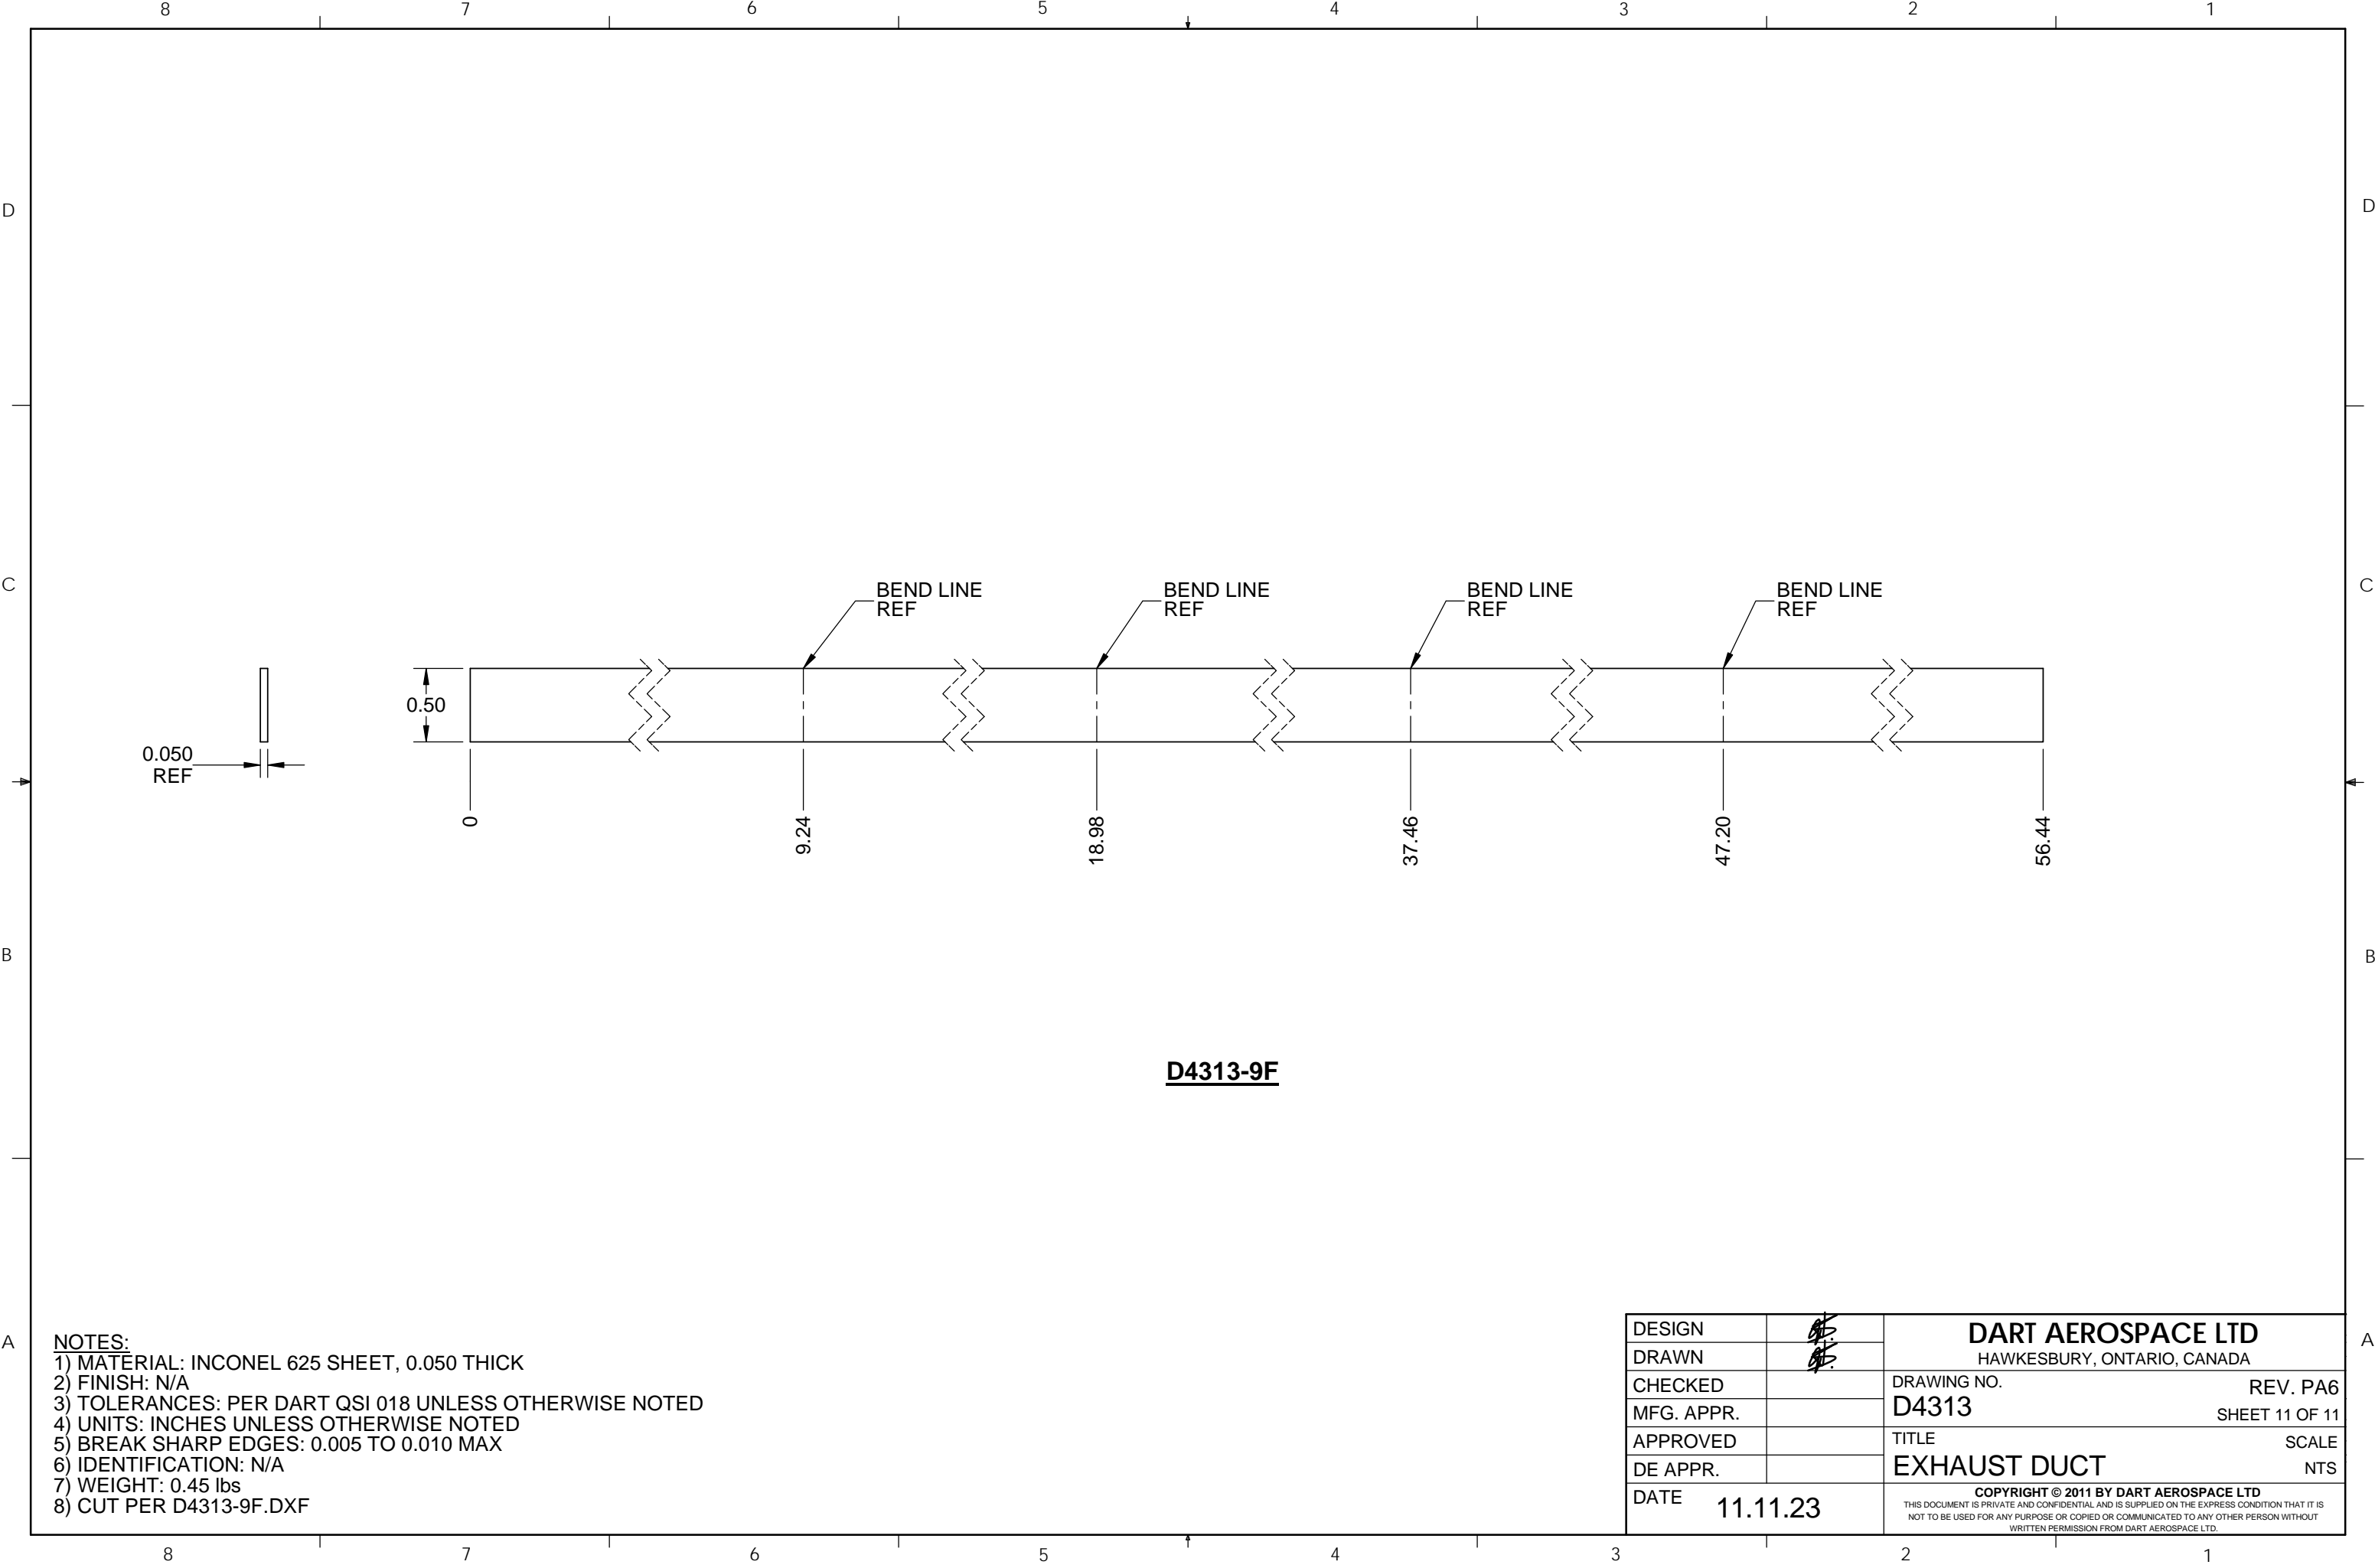 8 7 6 5 4 3 2 1
D D
C C
BEND LINE
REF
BEND LINE
REF
BEND LINE
REF
BEND LINE
REF
0.50
0.050
REF
0
9.24
18.98
37.46
47.20
56.44
B B
D4313-9F
A A
NOTES:
1) MATERIAL: INCONEL 625 SHEET, 0.050 THICK
2) FINISH: N/A
3) TOLERANCES: PER DART QSI 018 UNLESS OTHERWISE NOTED
4) UNITS: INCHES UNLESS OTHERWISE NOTED
5) BREAK SHARP EDGES: 0.005 TO 0.010 MAX
6) IDENTIFICATION: N/A
7) WEIGHT: 0.45 lbs
8) CUT PER D4313-9F.DXF
DESIGN
DRAWN
CHECKED
MFG. APPR.
APPROVED
DE APPR.
DATE 11.11.23
DART AEROSPACE LTD
HAWKESBURY, ONTARIO, CANADA
DRAWING NO. REV. PA6
D4313 SHEET 11 OF 11
TITLE SCALE
EXHAUST DUCT NTS
COPYRIGHT © 2011 BY DART AEROSPACE LTD
THIS DOCUMENT IS PRIVATE AND CONFIDENTIAL AND IS SUPPLIED ON THE EXPRESS CONDITION THAT IT IS
NOT TO BE USED FOR ANY PURPOSE OR COPIED OR COMMUNICATED TO ANY OTHER PERSON WITHOUT
WRITTEN PERMISSION FROM DART AEROSPACE LTD.
8 7 6 5 4 3 2 1